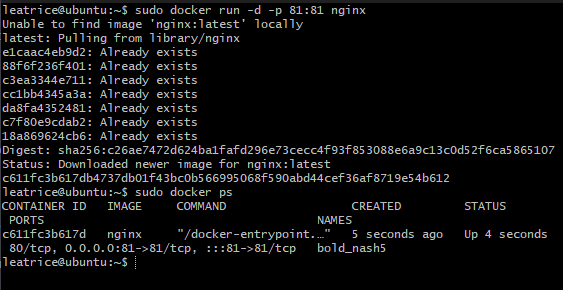 leatrice@ubuntu:~$ sudo docker run -d -p 81:81 nginx
Unable to find image 'nginx:latest' locally
latest: Pulling from library/nginx
e1caac4eb9d2: Already exists
88f6f236f401: Already exists
c3ea3344e711: Already exists
cc1bb4345a3a: Already exists
da8fa4352481: Already exists
c7f80e9cdab2: Already exists
18a869624cb6: Already exists
Digest: sha256:c26ae7472d624ba1fafd296e73cecc4f93f853088e6a9c13c0d52f6ca5865107
Status: Downloaded newer image for nginx:latest
c611fc3b617db4737db01f43bc0b566995068f590abd44cef36af8719e54b612
leatrice@ubuntu:~$ sudo docker ps
CONTAINER ID   IMAGE     COMMAND                  CREATED         STATUS
 PORTS                                        NAMES
c611fc3b617d   nginx     "/docker-entrypoint.…"   5 seconds ago   Up 4 seconds
 80/tcp, 0.0.0.0:81->81/tcp, :::81->81/tcp   bold_nash5
leatrice@ubuntu:~$